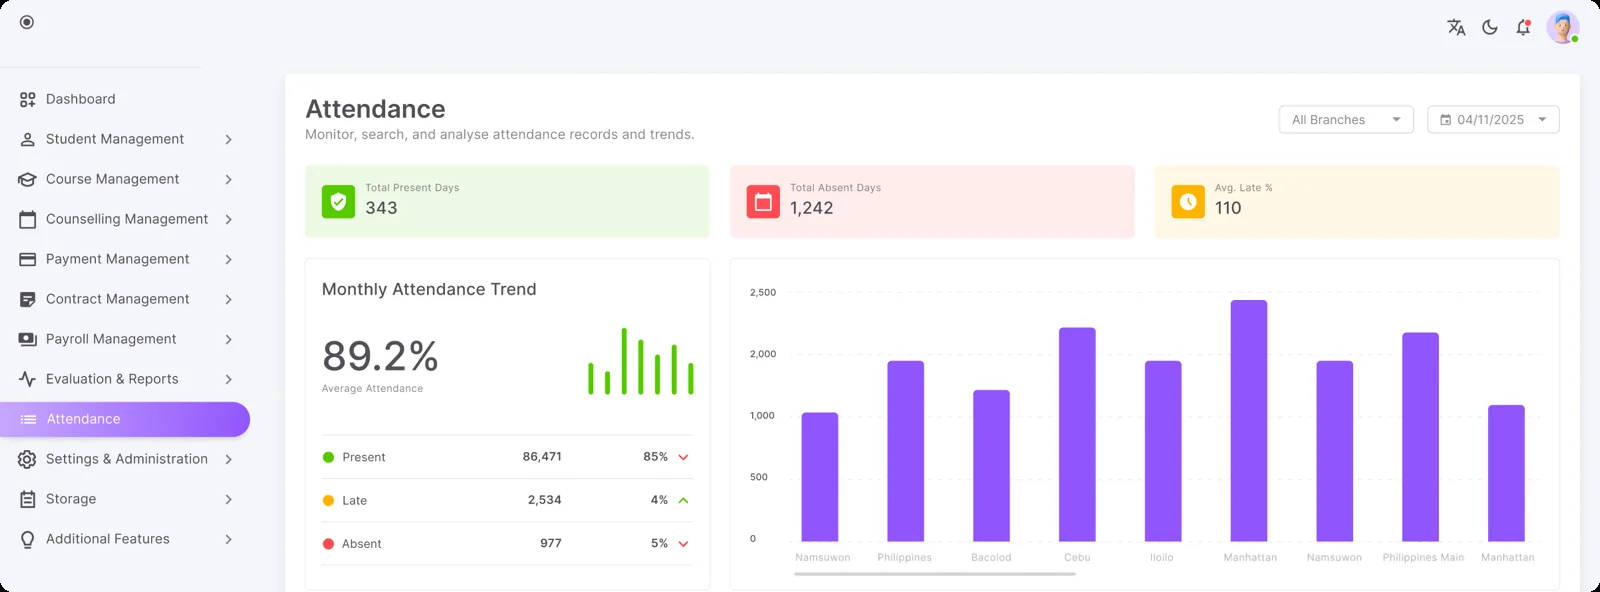 Dashboard
Student Management
Course Management
Counselling Management
Payment Management
Contract Management
Payroll Management
Evaluation & Reports
Attendance
Settings & Administration
Storage
Additional Features
Attendance
Monitor, search, and analyse attendance records and trends.
All Branches
04/11/2025
Total Present Days
343
Total Absent Days
1,242
Avg. Late %
110
Monthly Attendance Trend
89.2%
Average Attendance
Present 86,471 85%
Late 2,534 4%
Absent 977 5%
2,500
2,000
1,000
500
0
Namsuwon Philippines Bacolod Cebu Iloilo Manhattan Namsuwon Philippines Main Manhattan